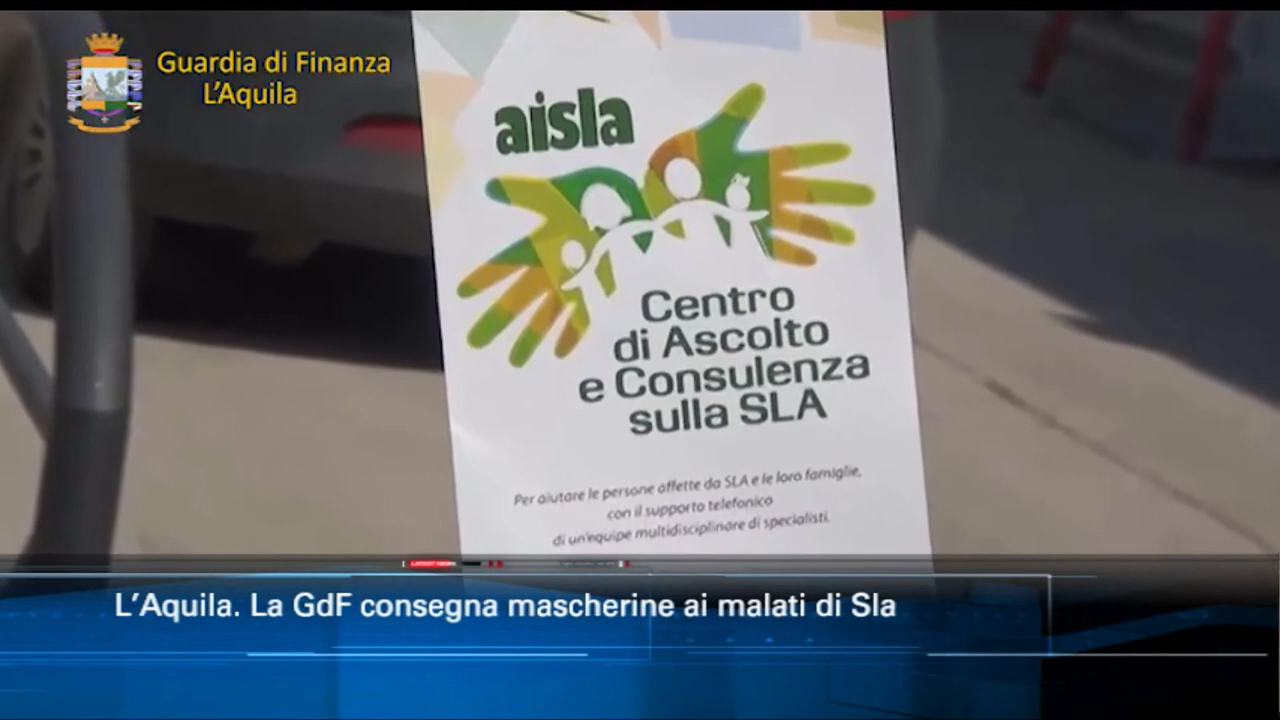 Guardia di Finanza
L'Aquila
aisla
Centro
di Ascolto
e Consulenza
sulla SLA
Per aiutare le persone affette da SLA e le loro famiglie,
con il supporto telefonico
di un'equipe multidisciplinare di specialisti.
LATEST NEWS
L'Aquila. La GdF consegna mascherine ai malati di Sla